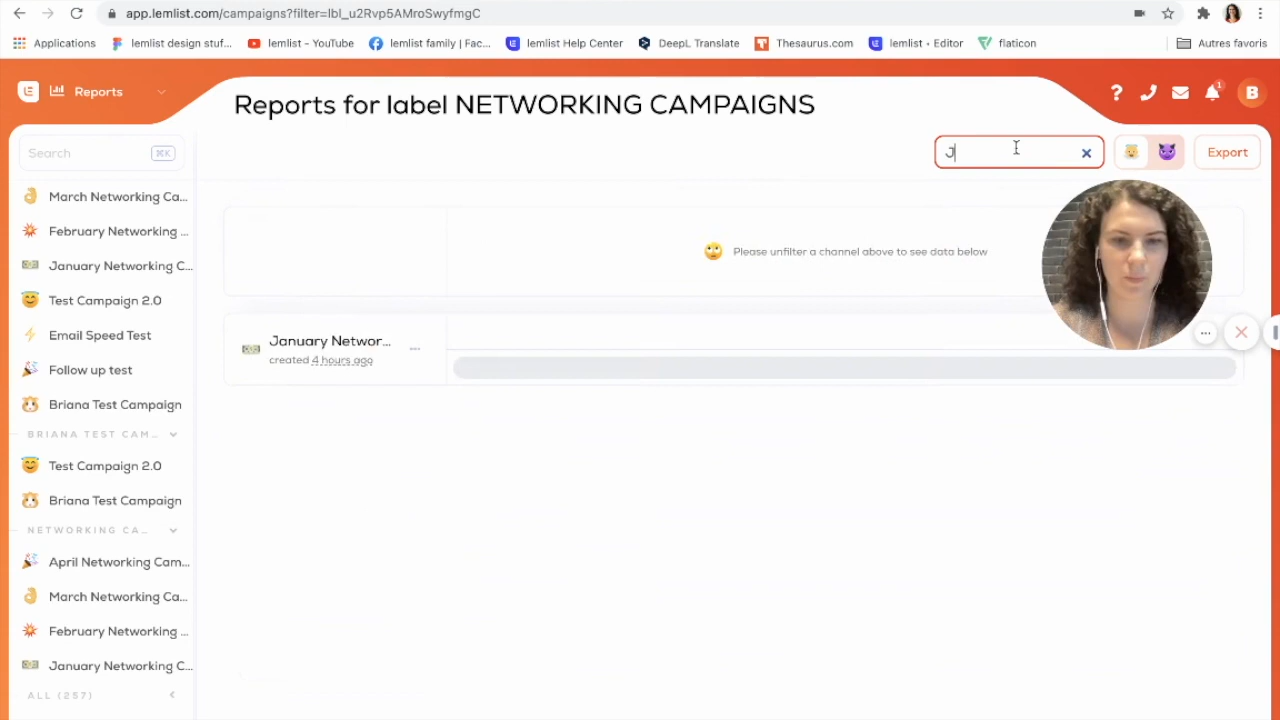 app.lemlist.com/campaigns?filter=lbl_u2Rvp5AMroSwyfmgC
Applications
lemlist design stuf...
lemlist - YouTube
lemlist family | Fac...
lemlist Help Center
DeepL Translate
Thesaurus.com
lemlist • Editor
flaticon
Autres favoris
Reports
Reports for label NETWORKING CAMPAIGNS
? 1 B
Search ⌘K
J
Export
March Networking Ca...
February Networking ...
January Networking C...
Test Campaign 2.0
Email Speed Test
Follow up test
Briana Test Campaign
BRIANA TEST CAM...
Test Campaign 2.0
Briana Test Campaign
NETWORKING CA...
April Networking Cam...
March Networking Ca...
February Networking ...
January Networking C...
ALL (257)
Please unfilter a channel above to see data below
January Networ...
created 4 hours ago